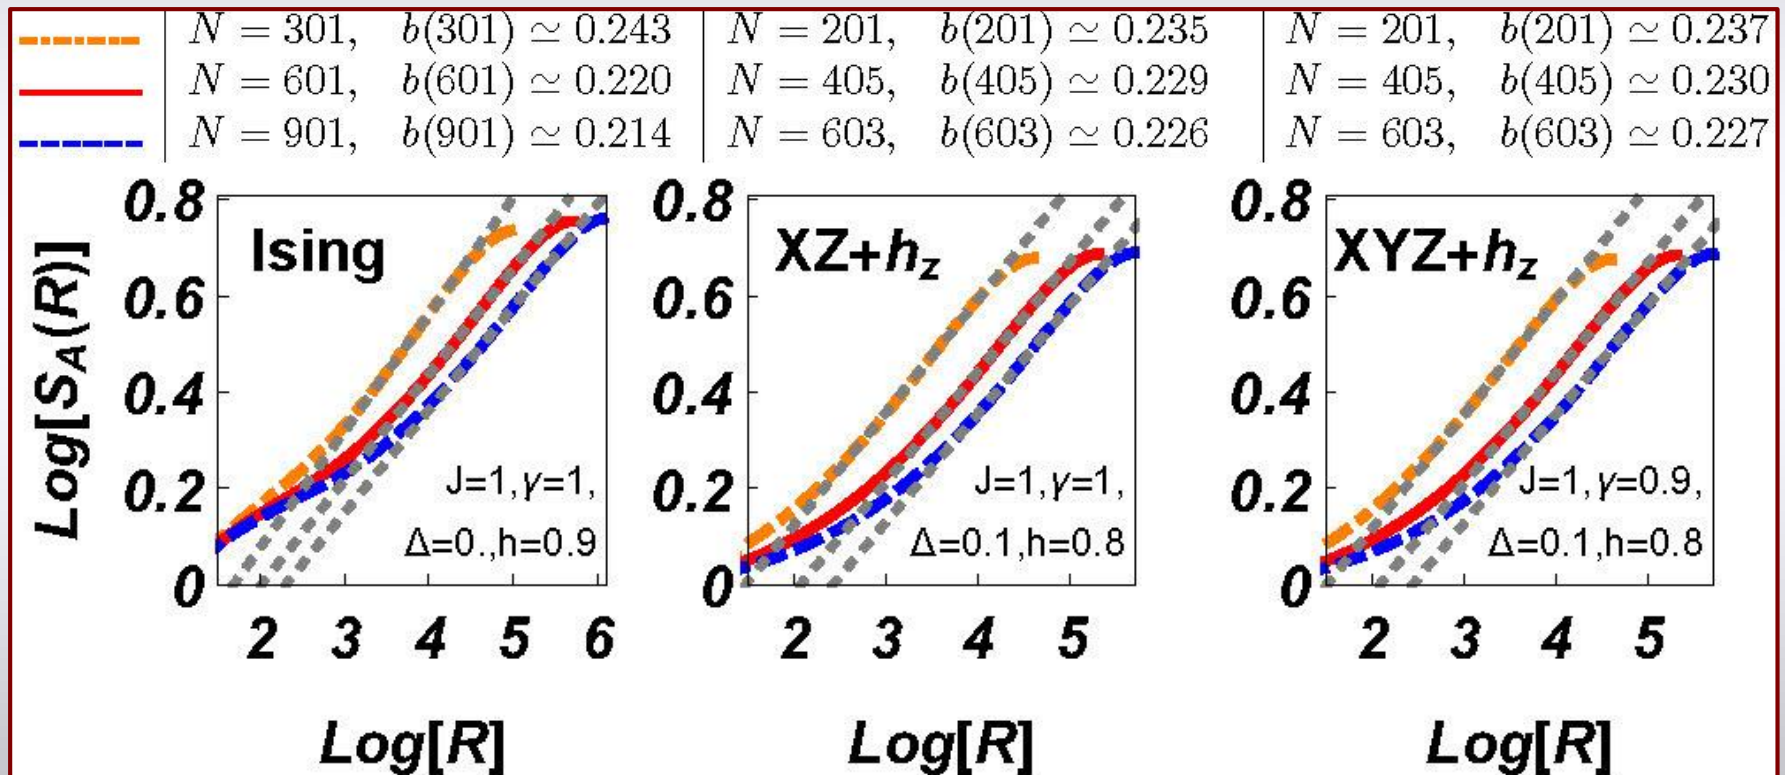 N = 301, b(301) ≃ 0.243
N = 601, b(601) ≃ 0.220
N = 901, b(901) ≃ 0.214
N = 201, b(201) ≃ 0.235
N = 405, b(405) ≃ 0.229
N = 603, b(603) ≃ 0.226
N = 201, b(201) ≃ 0.237
N = 405, b(405) ≃ 0.230
N = 603, b(603) ≃ 0.227
Log[S_A(R)]
0.8
0.6
0.4
0.2
0
Ising
J=1,γ=1,
Δ=0.,h=0.9
2 3 4 5 6
Log[R]
0.8
0.6
0.4
0.2
0
XZ+h_z
J=1,γ=1,
Δ=0.1,h=0.8
2 3 4 5
Log[R]
0.8
0.6
0.4
0.2
0
XYZ+h_z
J=1,γ=0.9,
Δ=0.1,h=0.8
2 3 4 5
Log[R]